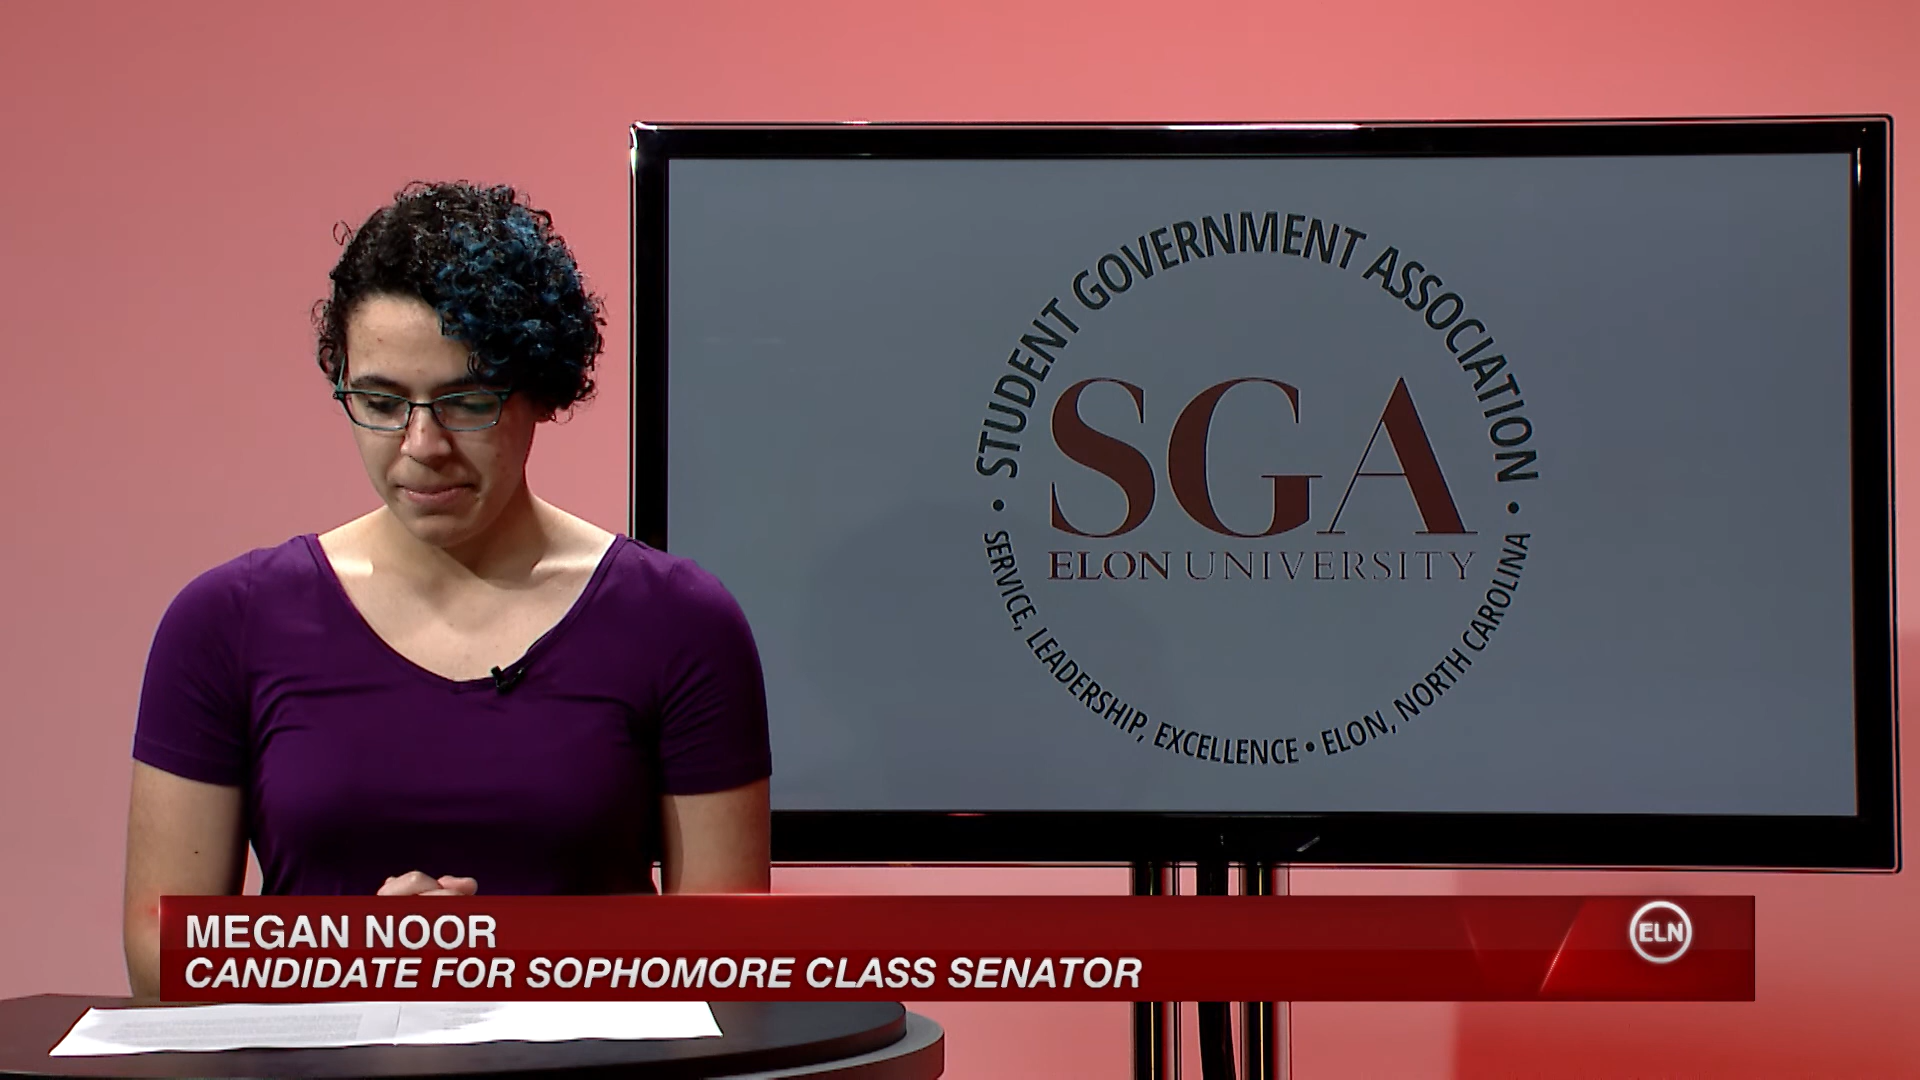 • STUDENT GOVERNMENT ASSOCIATION •
SGA
ELON UNIVERSITY
SERVICE, LEADERSHIP, EXCELLENCE • ELON, NORTH CAROLINA
MEGAN NOOR
CANDIDATE FOR SOPHOMORE CLASS SENATOR
ELN